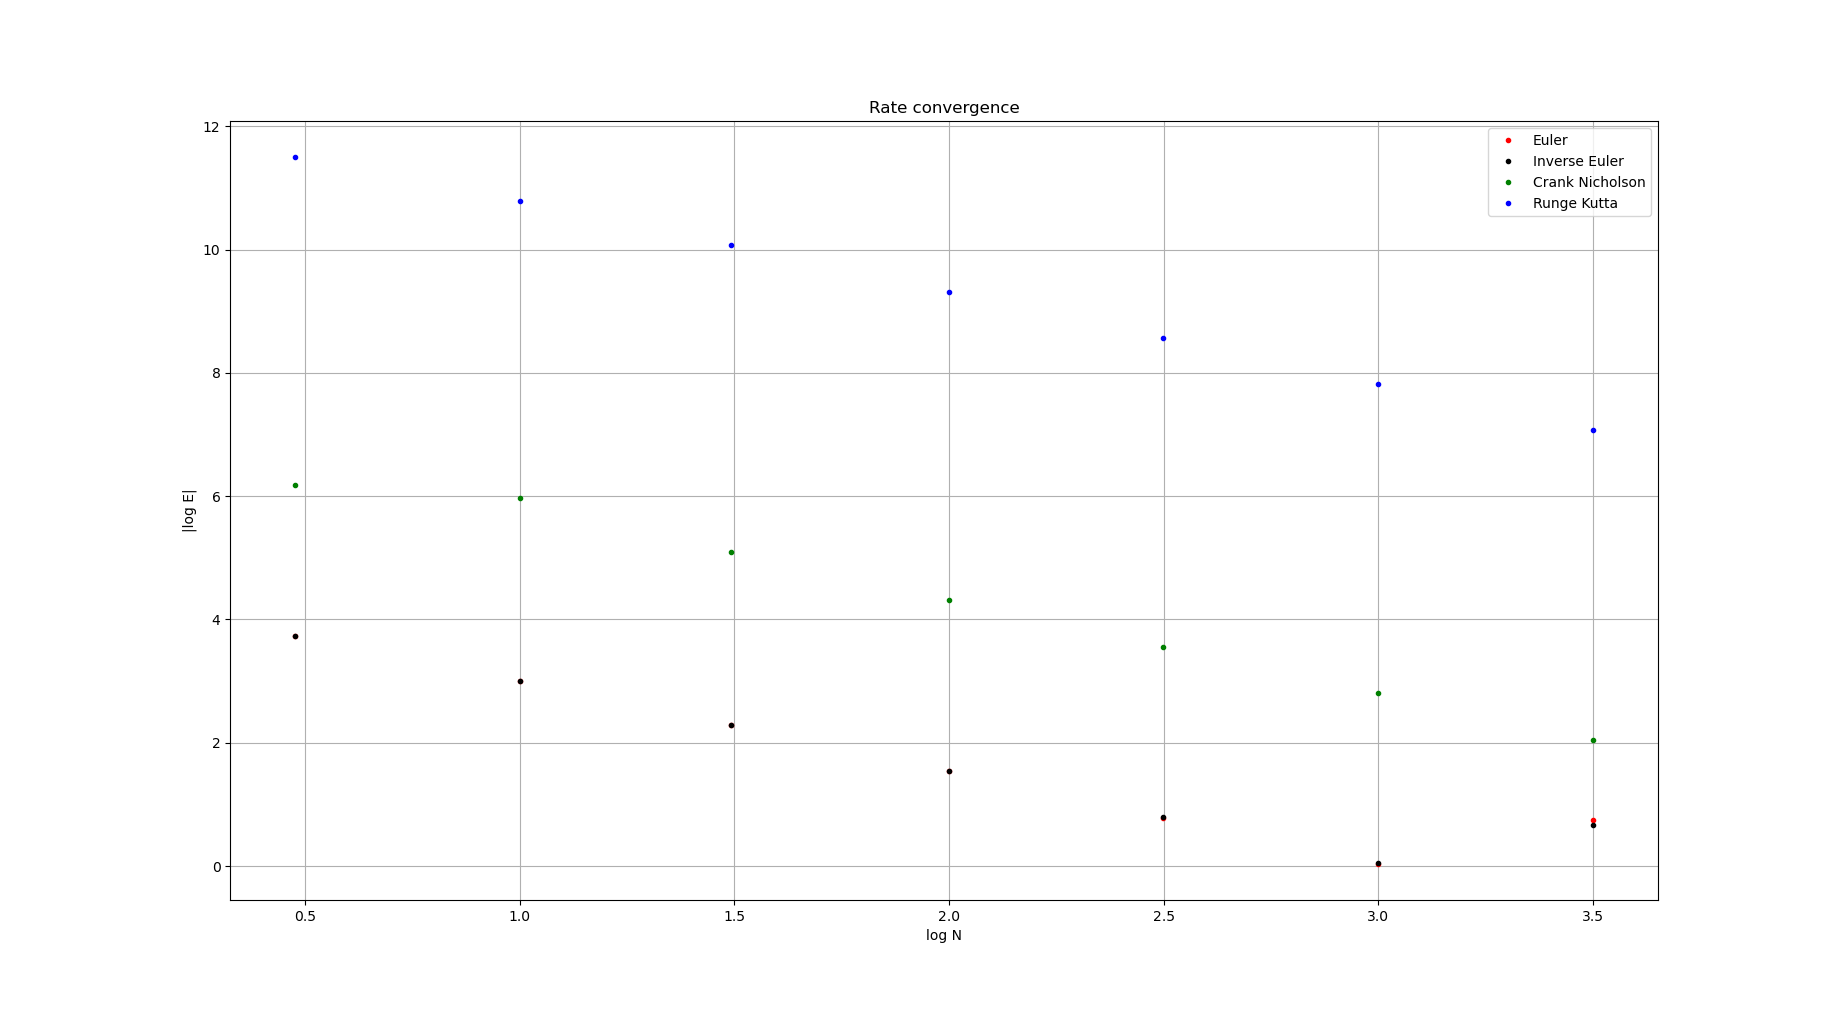 Rate convergence
12
10
8
6
4
2
0
|log E|
0.5 1.0 1.5 2.0 2.5 3.0 3.5
log N
Euler
Inverse Euler
Crank Nicholson
Runge Kutta